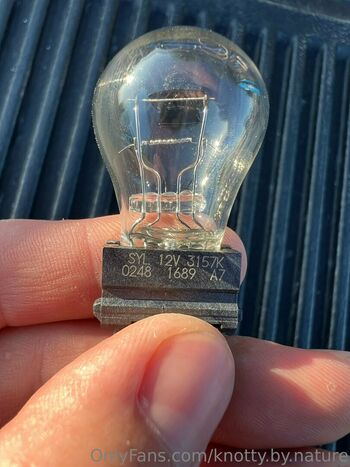 SYL 12V 3157K
0248 1689 A7
OnlyFans.com/knotty.by.nature